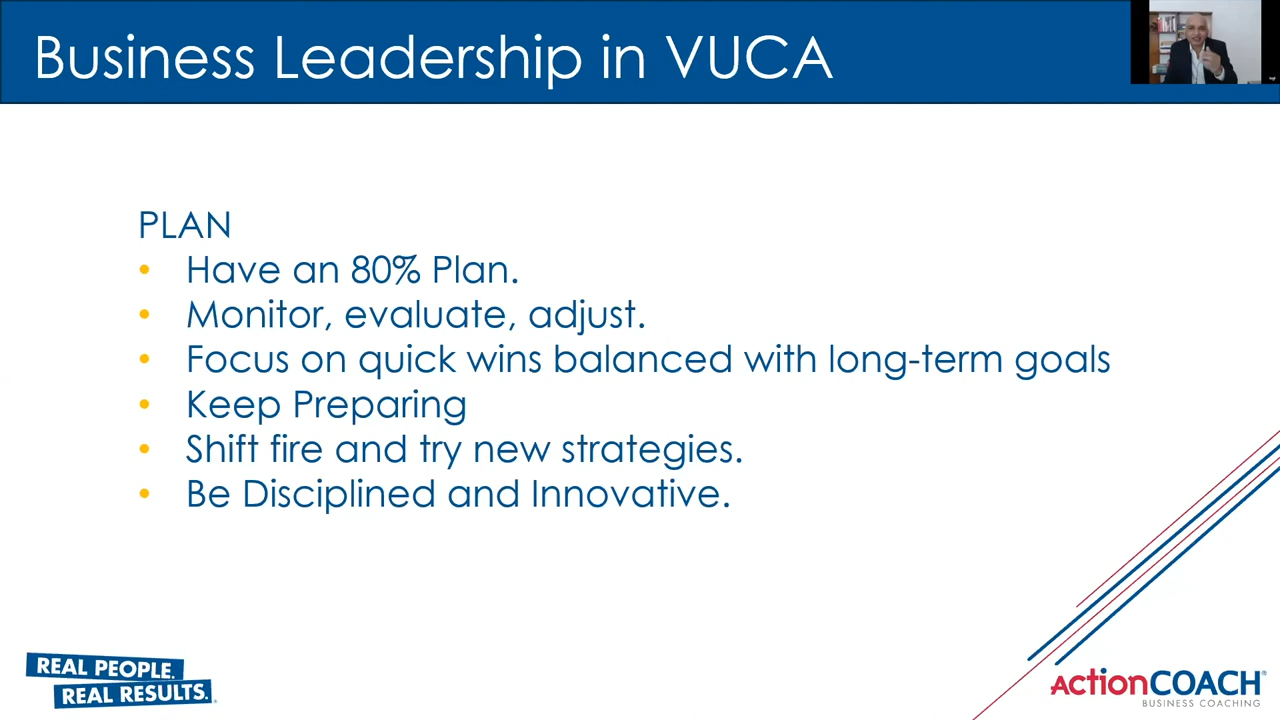 Business Leadership in VUCA
PLAN
• Have an 80% Plan.
• Monitor, evaluate, adjust.
• Focus on quick wins balanced with long-term goals
• Keep Preparing
• Shift fire and try new strategies.
• Be Disciplined and Innovative.
REAL PEOPLE.
REAL RESULTS.
ActionCOACH®
BUSINESS COACHING